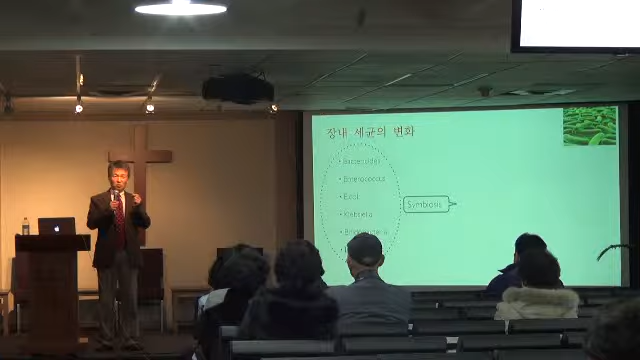 장내 세균의 변화
• Bacteroides
• Enterococcus
• E.coli
• Klebsiella
Symbiosis